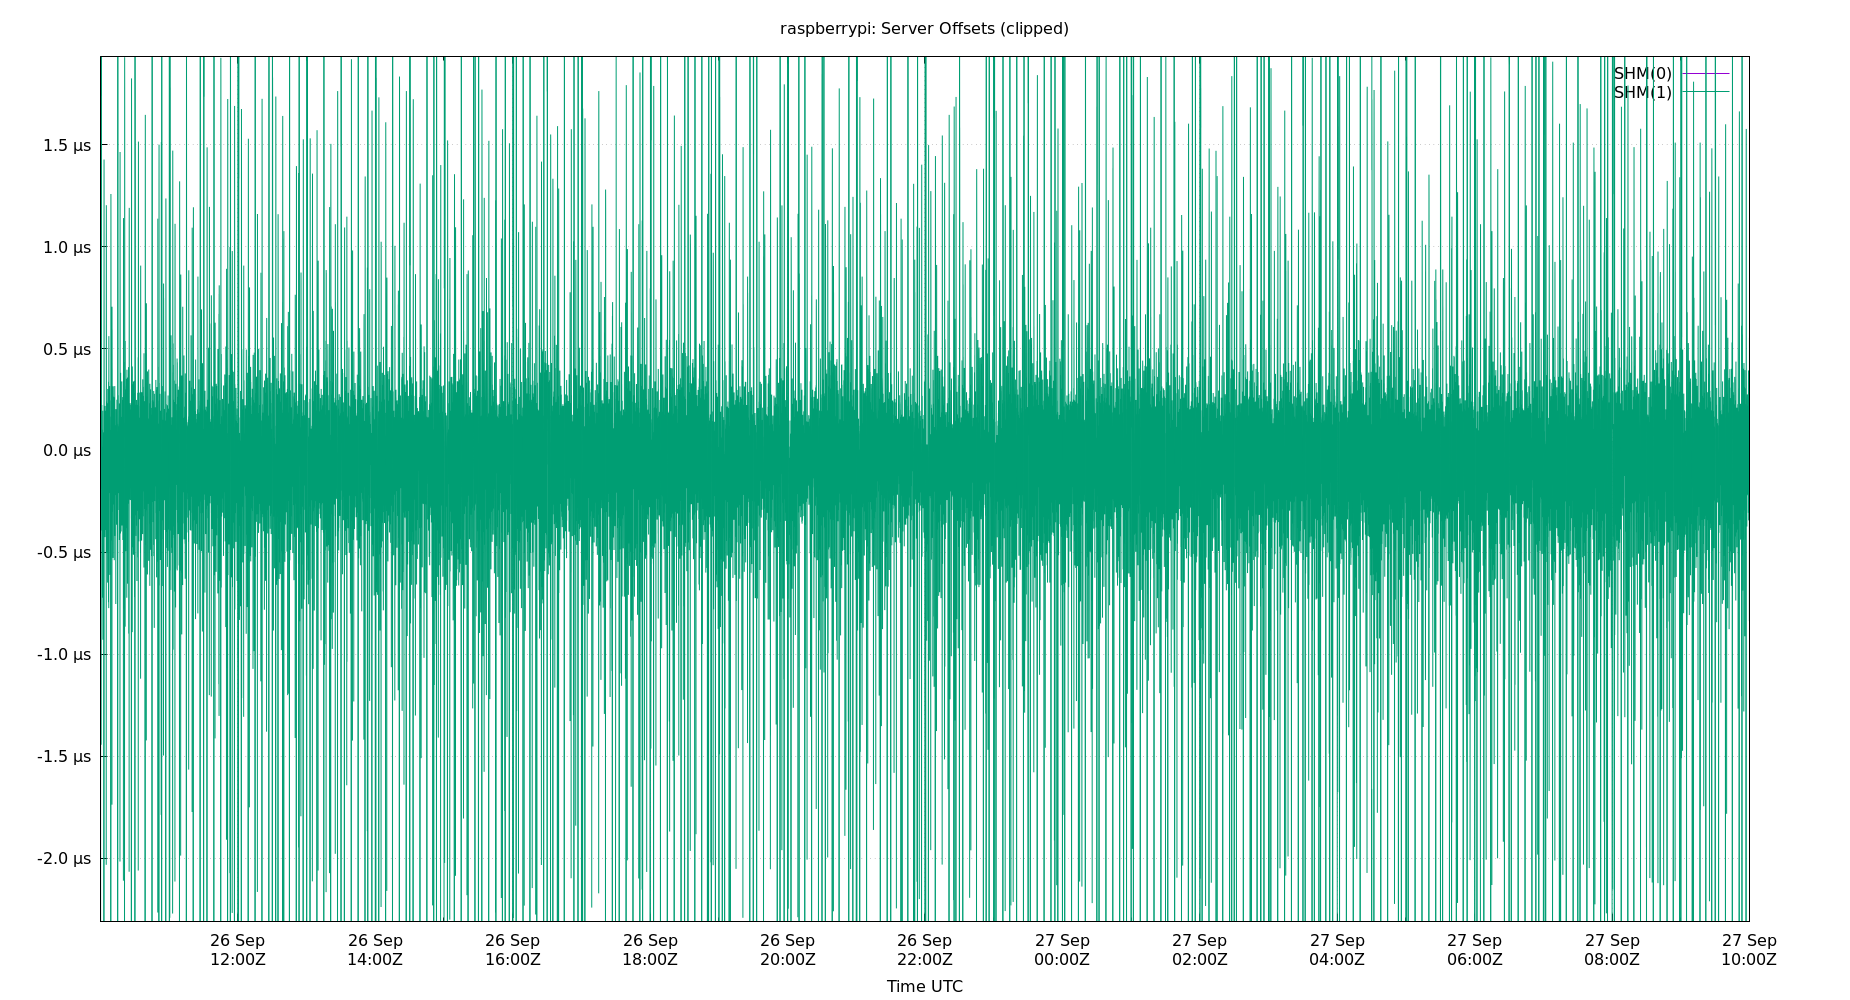 raspberrypi: Server Offsets (clipped)
SHM(0)
SHM(1)
1.5 µs
1.0 µs
0.5 µs
0.0 µs
-0.5 µs
-1.0 µs
-1.5 µs
-2.0 µs
26 Sep 26 Sep 26 Sep 26 Sep 26 Sep 26 Sep 27 Sep 27 Sep 27 Sep 27 Sep 27 Sep 27 Sep
12:00Z 14:00Z 16:00Z 18:00Z 20:00Z 22:00Z 00:00Z 02:00Z 04:00Z 06:00Z 08:00Z 10:00Z
Time UTC